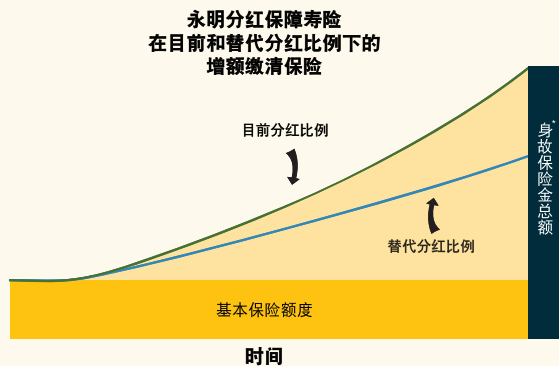 永明分红保障寿险
在目前和替代分红比例下的
增额缴清保险
目前分红比例
身故保险金总额*
替代分红比例
基本保险额度
时间